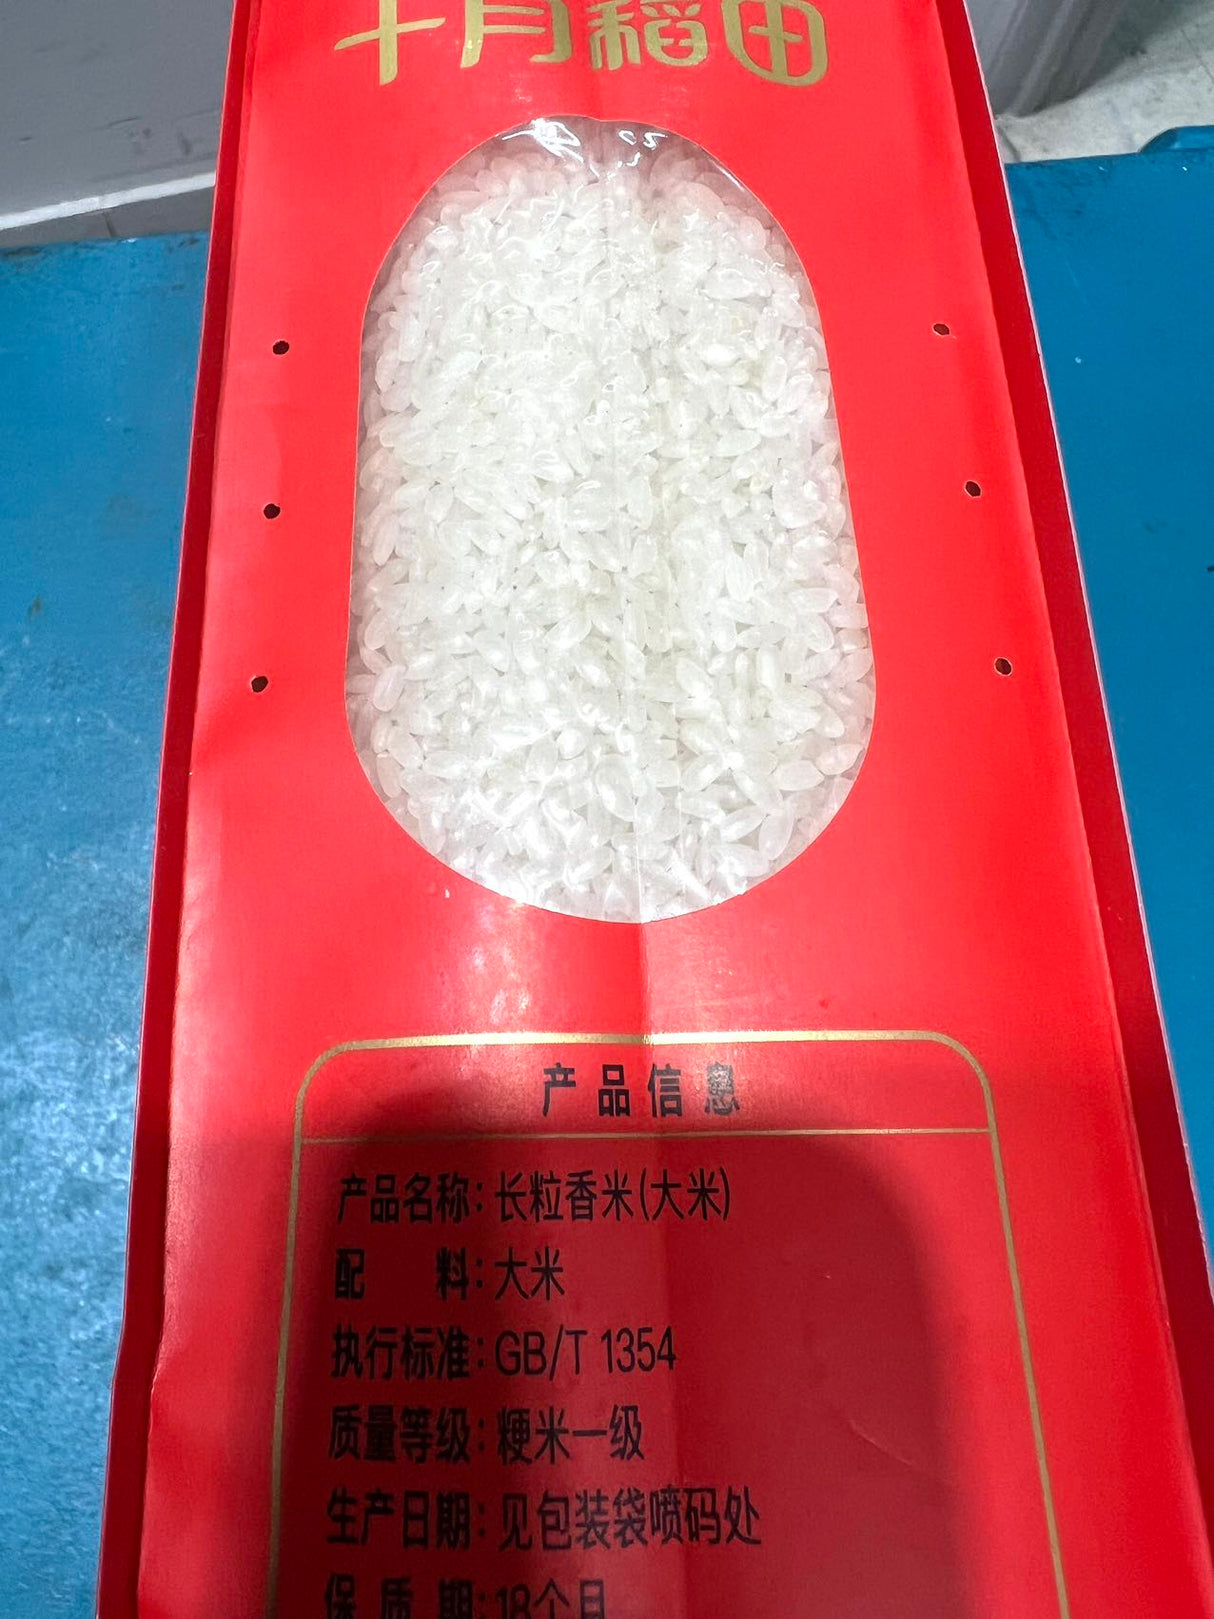 十月稻田
产品信息
产品名称：长粒香米(大米)
配 料：大米
执行标准：GB/T 1354
质量等级：粳米一级
生产日期：见包装袋喷码处
保 质 期：18个月